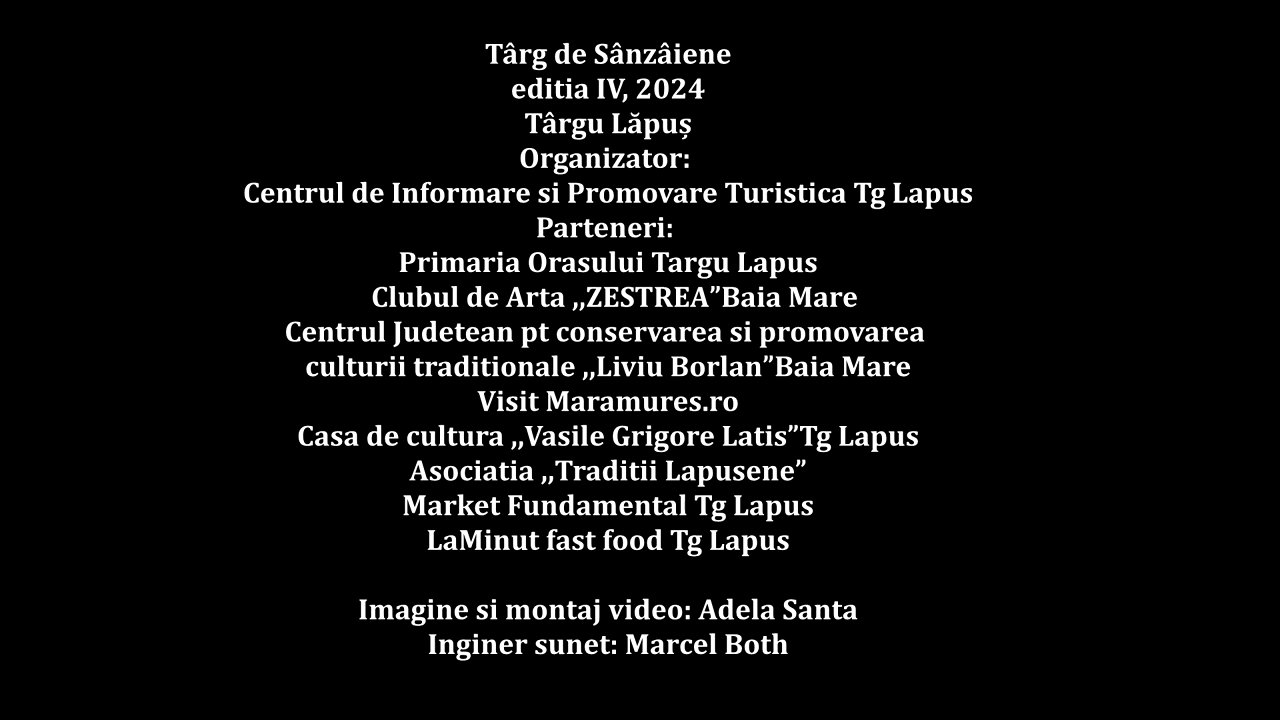 Târg de Sânzâiene
editia IV, 2024
Târgu Lăpuș
Organizator:
Centrul de Informare si Promovare Turistica Tg Lapus
Parteneri:
Primaria Orasului Targu Lapus
Clubul de Arta ,,ZESTREA”Baia Mare
Centrul Judetean pt conservarea si promovarea
culturii traditionale ,,Liviu Borlan”Baia Mare
Visit Maramures.ro
Casa de cultura ,,Vasile Grigore Latis”Tg Lapus
Asociatia ,,Traditii Lapusene”
Market Fundamental Tg Lapus
LaMinut fast food Tg Lapus
Imagine si montaj video: Adela Santa
Inginer sunet: Marcel Both